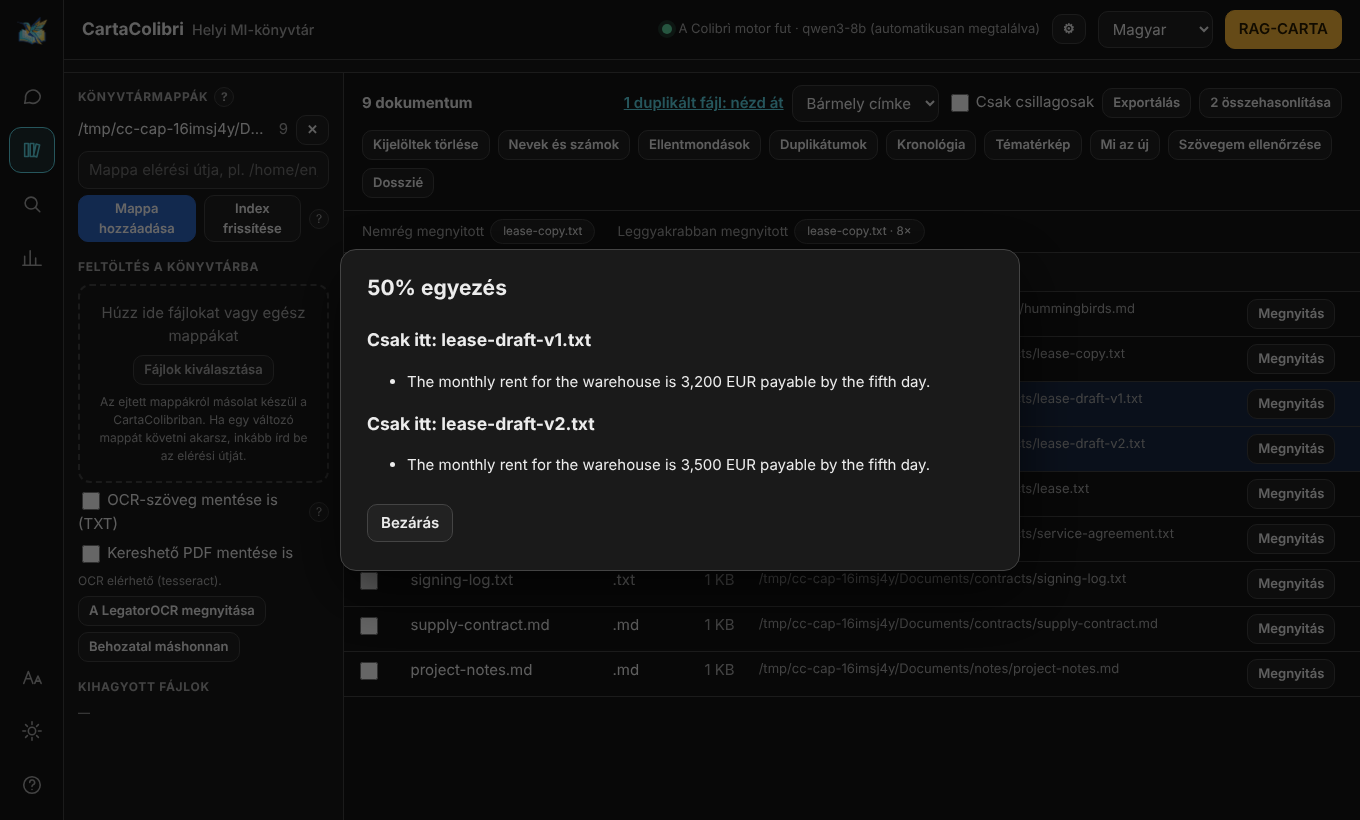 CartaColibri Helyi MI-könyvtár
A Colibrì motor fut · qwen3-8b (automatikusan megtalálva)
Magyar
RAG-CARTA
KÖNYVTÁRMAPPÁK ?
/tmp/cc-cap-16imsj4y/D… 9 ×
Mappa elérési útja, pl. /home/en
Mappa hozzáadása
Index frissítése
?
FELTÖLTÉS A KÖNYVTÁRBA
Húzz ide fájlokat vagy egész
mappákat
Fájlok kiválasztása
Az ejtett mappákról másolat készül a
CartaColibriban. Ha egy változó
mappát követni akarsz, inkább írd be
az elérési útját.
OCR-szöveg mentése is
(TXT)
?
Kereshető PDF mentése is
OCR elérhető (tesseract).
A LegatorOCR megnyitása
Behozatal máshonnan
KIHAGYOTT FÁJLOK
—
9 dokumentum
1 duplikált fájl: nézd át
Bármely címke
Csak csillagosak
Exportálás
2 összehasonlítása
Kijelöltek törlése
Nevek és számok
Ellentmondások
Duplikátumok
Kronológia
Tématérkép
Mi az új
Szövegem ellenőrzése
Dosszié
Nemrég megnyitott lease-copy.txt Leggyakrabban megnyitott lease-copy.txt · 8×
50% egyezés
Csak itt: lease-draft-v1.txt
• The monthly rent for the warehouse is 3,200 EUR payable by the fifth day.
Csak itt: lease-draft-v2.txt
• The monthly rent for the warehouse is 3,500 EUR payable by the fifth day.
Bezárás
/hummingbirds.md Megnyitás
ts/lease-copy.txt Megnyitás
ts/lease-draft-v1.txt Megnyitás
ts/lease-draft-v2.txt Megnyitás
ts/lease.txt Megnyitás
ts/service-agreement.txt Megnyitás
signing-log.txt .txt 1 KB /tmp/cc-cap-16imsj4y/Documents/contracts/signing-log.txt Megnyitás
supply-contract.md .md 1 KB /tmp/cc-cap-16imsj4y/Documents/contracts/supply-contract.md Megnyitás
project-notes.md .md 1 KB /tmp/cc-cap-16imsj4y/Documents/notes/project-notes.md Megnyitás